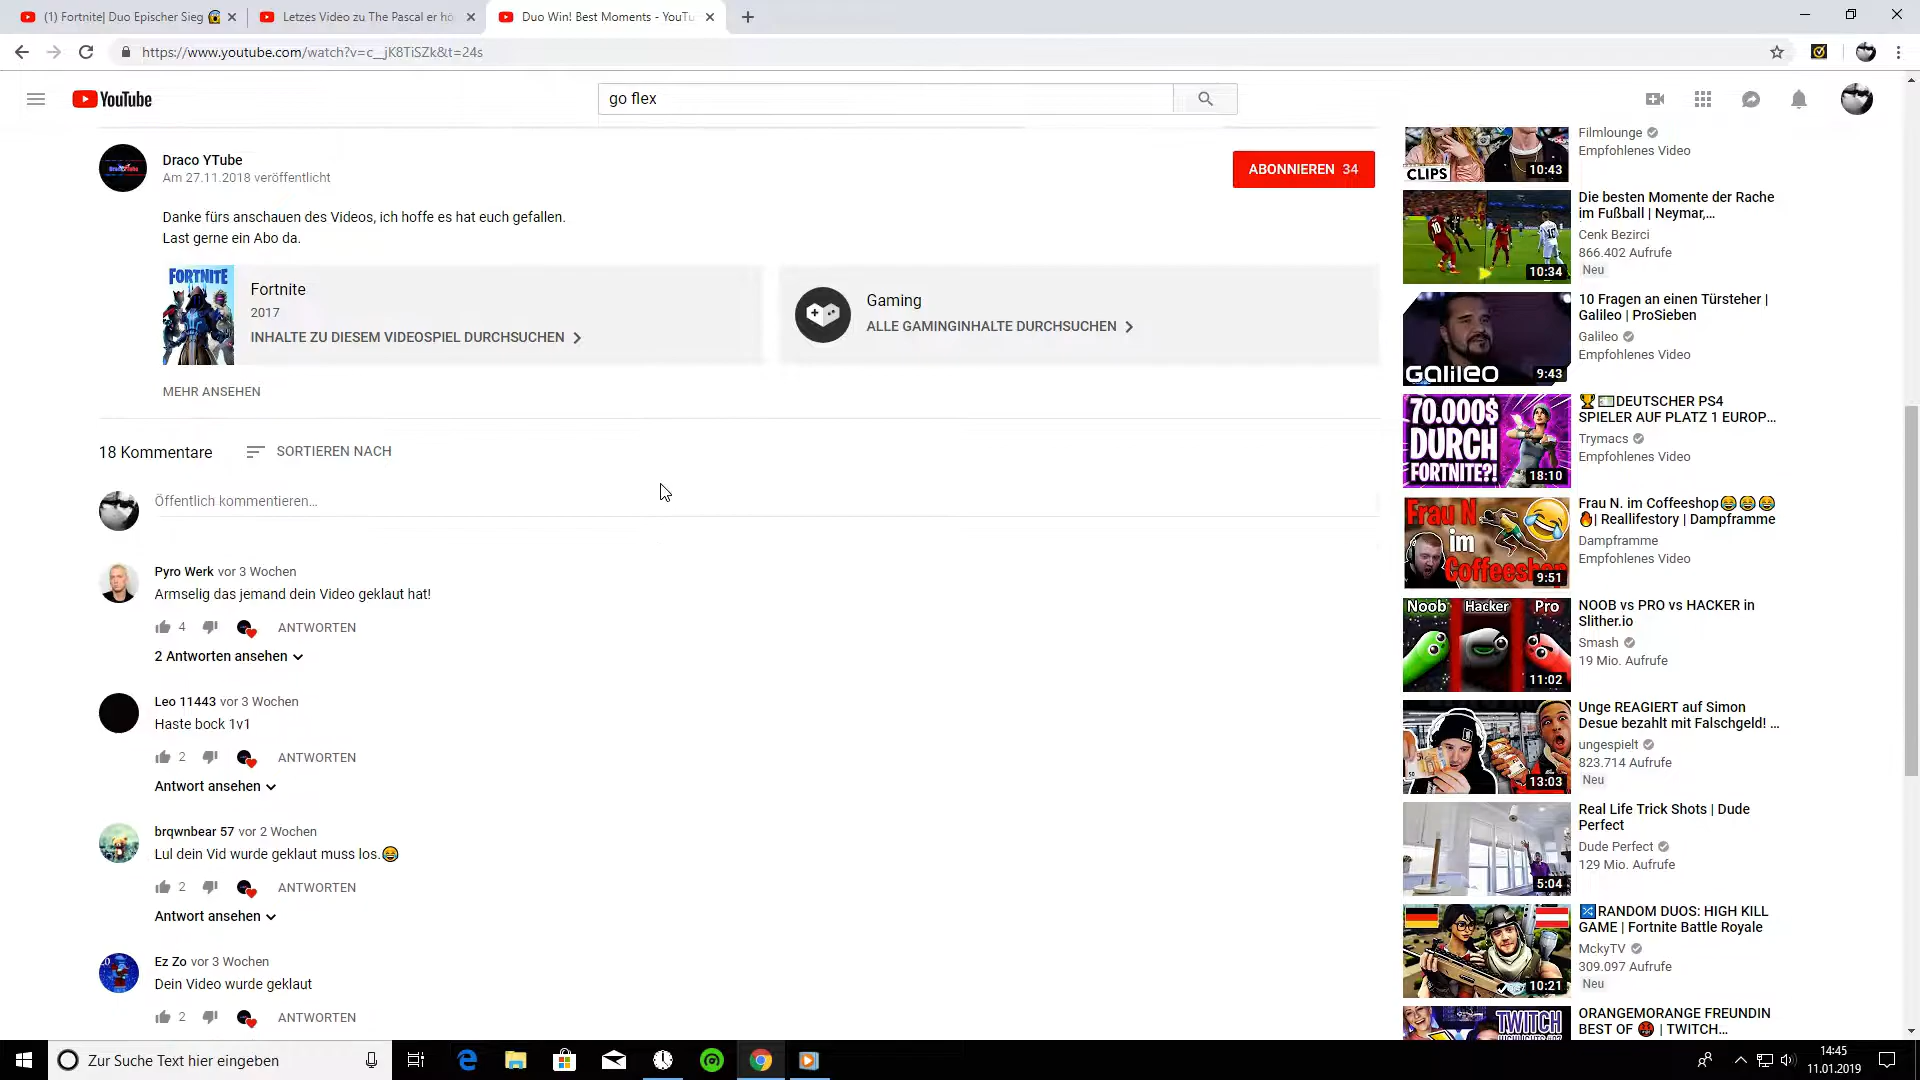 (1) Fortnite| Duo Epischer Sieg
Letzes Video zu The Pascal er hö
Duo Win! Best Moments - YouTu
https://www.youtube.com/watch?v=c__jK8TiSZk&t=24s
YouTube
go flex
Draco YTube
Am 27.11.2018 veröffentlicht
ABONNIEREN 34
Danke fürs anschauen des Videos, ich hoffe es hat euch gefallen.
Last gerne ein Abo da.
FORTNITE
Fortnite
2017
INHALTE ZU DIESEM VIDEOSPIEL DURCHSUCHEN
Gaming
ALLE GAMINGINHALTE DURCHSUCHEN
MEHR ANSEHEN
18 Kommentare
SORTIEREN NACH
Öffentlich kommentieren...
Pyro Werk vor 3 Wochen
Armselig das jemand dein Video geklaut hat!
4
ANTWORTEN
2 Antworten ansehen
Leo 11443 vor 3 Wochen
Haste bock 1v1
2
ANTWORTEN
Antwort ansehen
brqwnbear 57 vor 2 Wochen
Lul dein Vid wurde geklaut muss los.😂
2
ANTWORTEN
Antwort ansehen
Ez Zo vor 3 Wochen
Dein Video wurde geklaut
2
ANTWORTEN
CLIPS
10:43
Filmlounge
Empfohlenes Video
10:34
Die besten Momente der Rache
im Fußball | Neymar,...
Cenk Bezirci
866.402 Aufrufe
Neu
Galileo
9:43
10 Fragen an einen Türsteher |
Galileo | ProSieben
Galileo
Empfohlenes Video
70.000$
DURCH
FORTNITE?!
18:10
🏆💵DEUTSCHER PS4
SPIELER AUF PLATZ 1 EUROP...
Trymacs
Empfohlenes Video
Frau N
im
Coffeeshop
9:51
Frau N. im Coffeeshop😂😂😂
🔥| Reallifestory | Dampframme
Dampframme
Empfohlenes Video
Noob Hacker Pro
11:02
NOOB vs PRO vs HACKER in
Slither.io
Smash
19 Mio. Aufrufe
13:03
Unge REAGIERT auf Simon
Desue bezahlt mit Falschgeld! ...
ungespielt
823.714 Aufrufe
Neu
5:04
Real Life Trick Shots | Dude
Perfect
Dude Perfect
129 Mio. Aufrufe
10:21
🔀RANDOM DUOS: HIGH KILL
GAME | Fortnite Battle Royale
MckyTV
309.097 Aufrufe
Neu
TWITCH
ORANGEMORANGE FREUNDIN
BEST OF 🤬 | TWITCH...
Zur Suche Text hier eingeben
14:45
11.01.2019